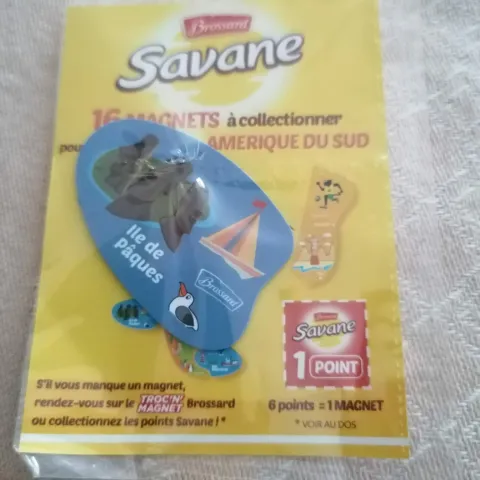 Brossard
Savane
16 MAGNETS à collectionner
AMERIQUE DU SUD
Ile de
pâques
Brossard
Brossard
Savane
1 POINT
S'il vous manque un magnet,
rendez-vous sur le TROC'N' MAGNET Brossard
ou collectionnez les points Savane ! *
6 points = 1 MAGNET
* VOIR AU DOS